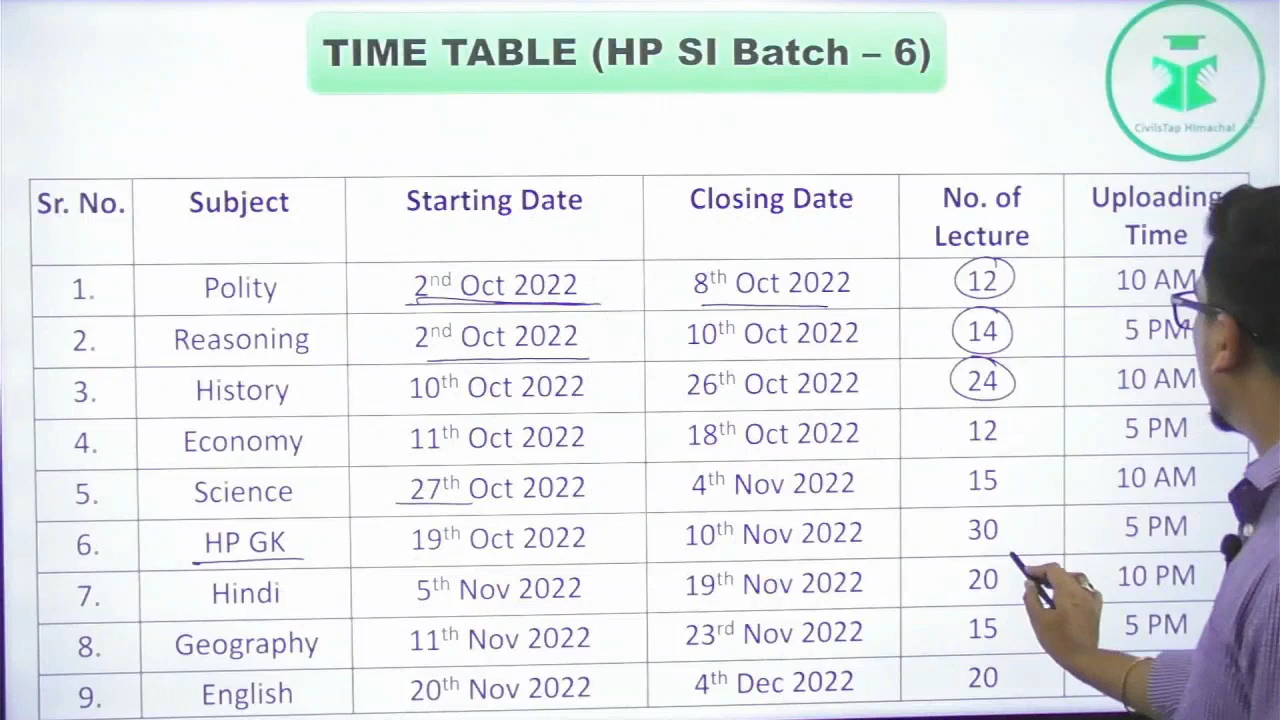 TIME TABLE (HP SI Batch – 6)
CivilsTap Himachal
Sr. No. Subject Starting Date Closing Date No. of Lecture Uploading Time
1. Polity 2nd Oct 2022 8th Oct 2022 12 10 AM
2. Reasoning 2nd Oct 2022 10th Oct 2022 14 5 PM
3. History 10th Oct 2022 26th Oct 2022 24 10 AM
4. Economy 11th Oct 2022 18th Oct 2022 12 5 PM
5. Science 27th Oct 2022 4th Nov 2022 15 10 AM
6. HP GK 19th Oct 2022 10th Nov 2022 30 5 PM
7. Hindi 5th Nov 2022 19th Nov 2022 20 10 PM
8. Geography 11th Nov 2022 23rd Nov 2022 15 5 PM
9. English 20th Nov 2022 4th Dec 2022 20